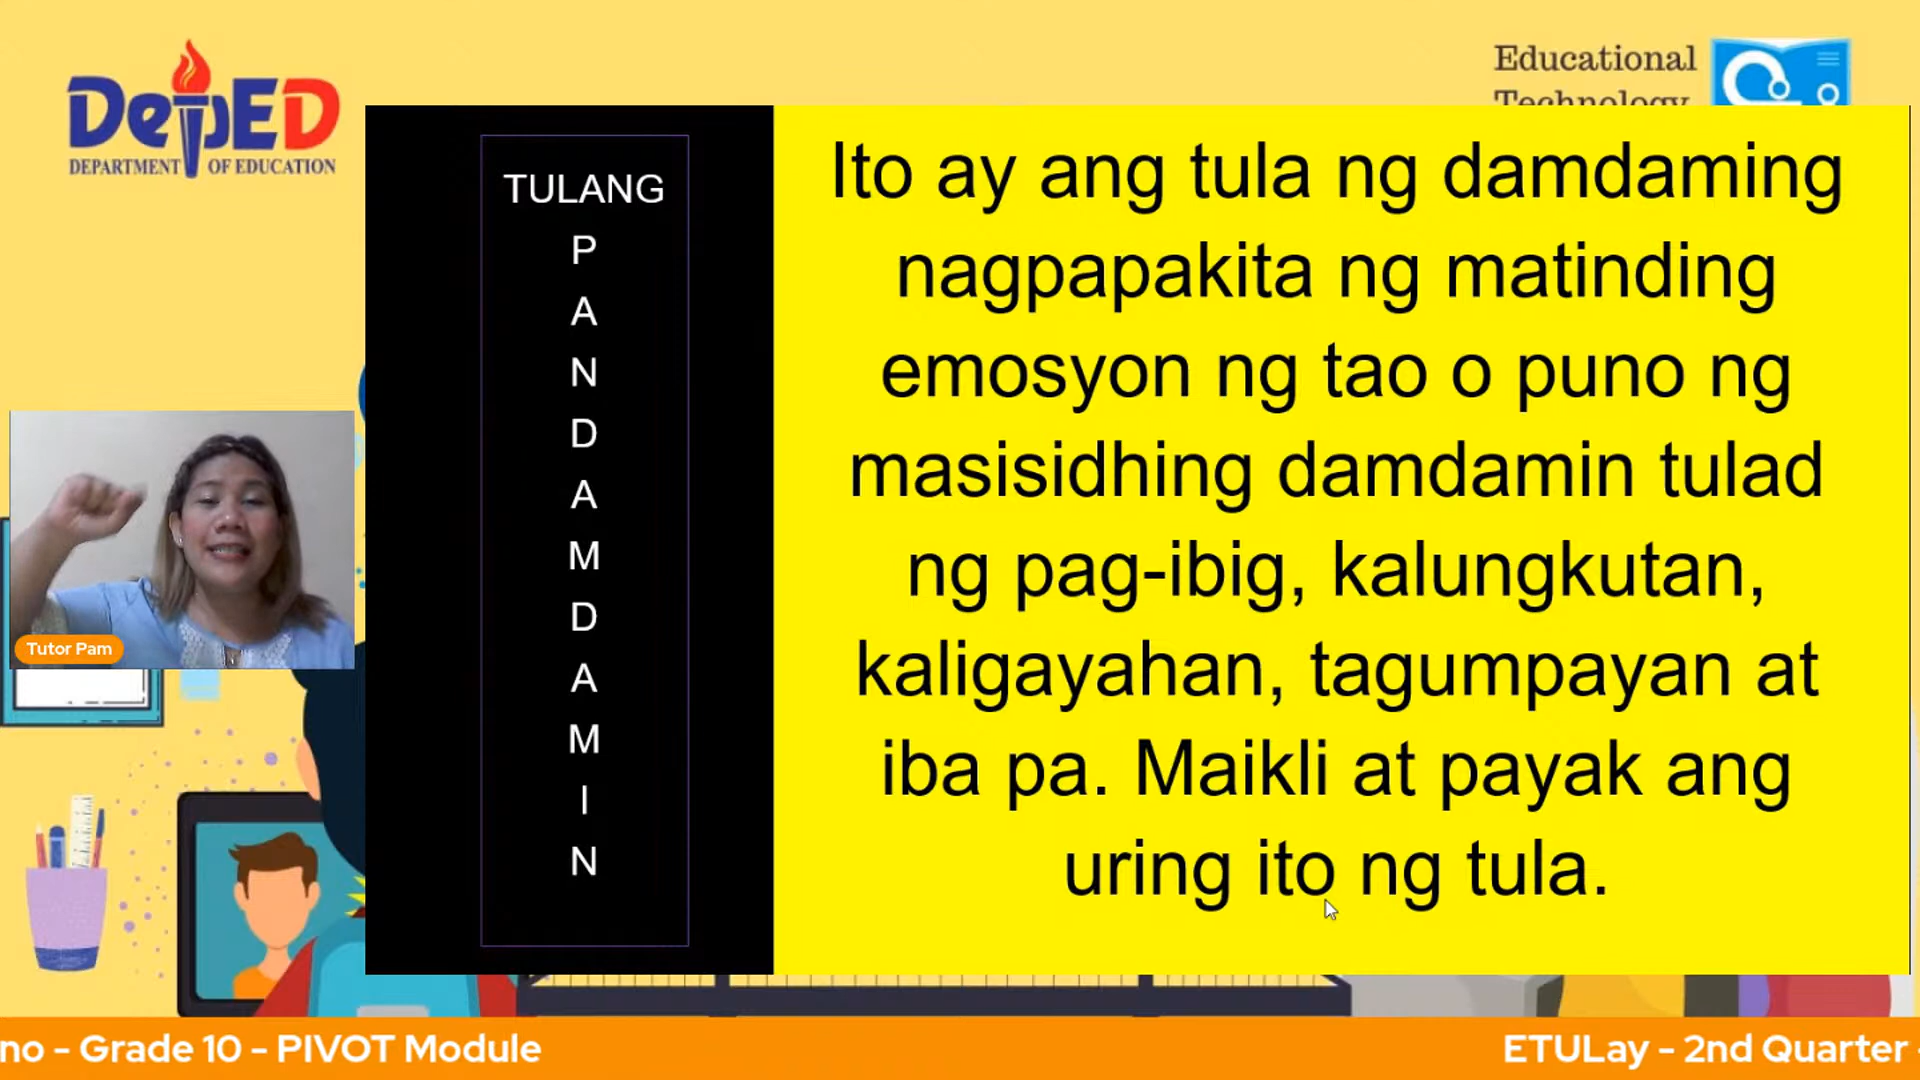 DepED
DEPARTMENT OF EDUCATION
Educational
Technology
TULANG
P
A
N
D
A
M
D
A
M
I
N
Ito ay ang tula ng damdaming
nagpapakita ng matinding
emosyon ng tao o puno ng
masisidhing damdamin tulad
ng pag-ibig, kalungkutan,
kaligayahan, tagumpayan at
iba pa. Maikli at payak ang
uring ito ng tula.
Tutor Pam
no - Grade 10 - PIVOT Module
ETULay - 2nd Quarter -